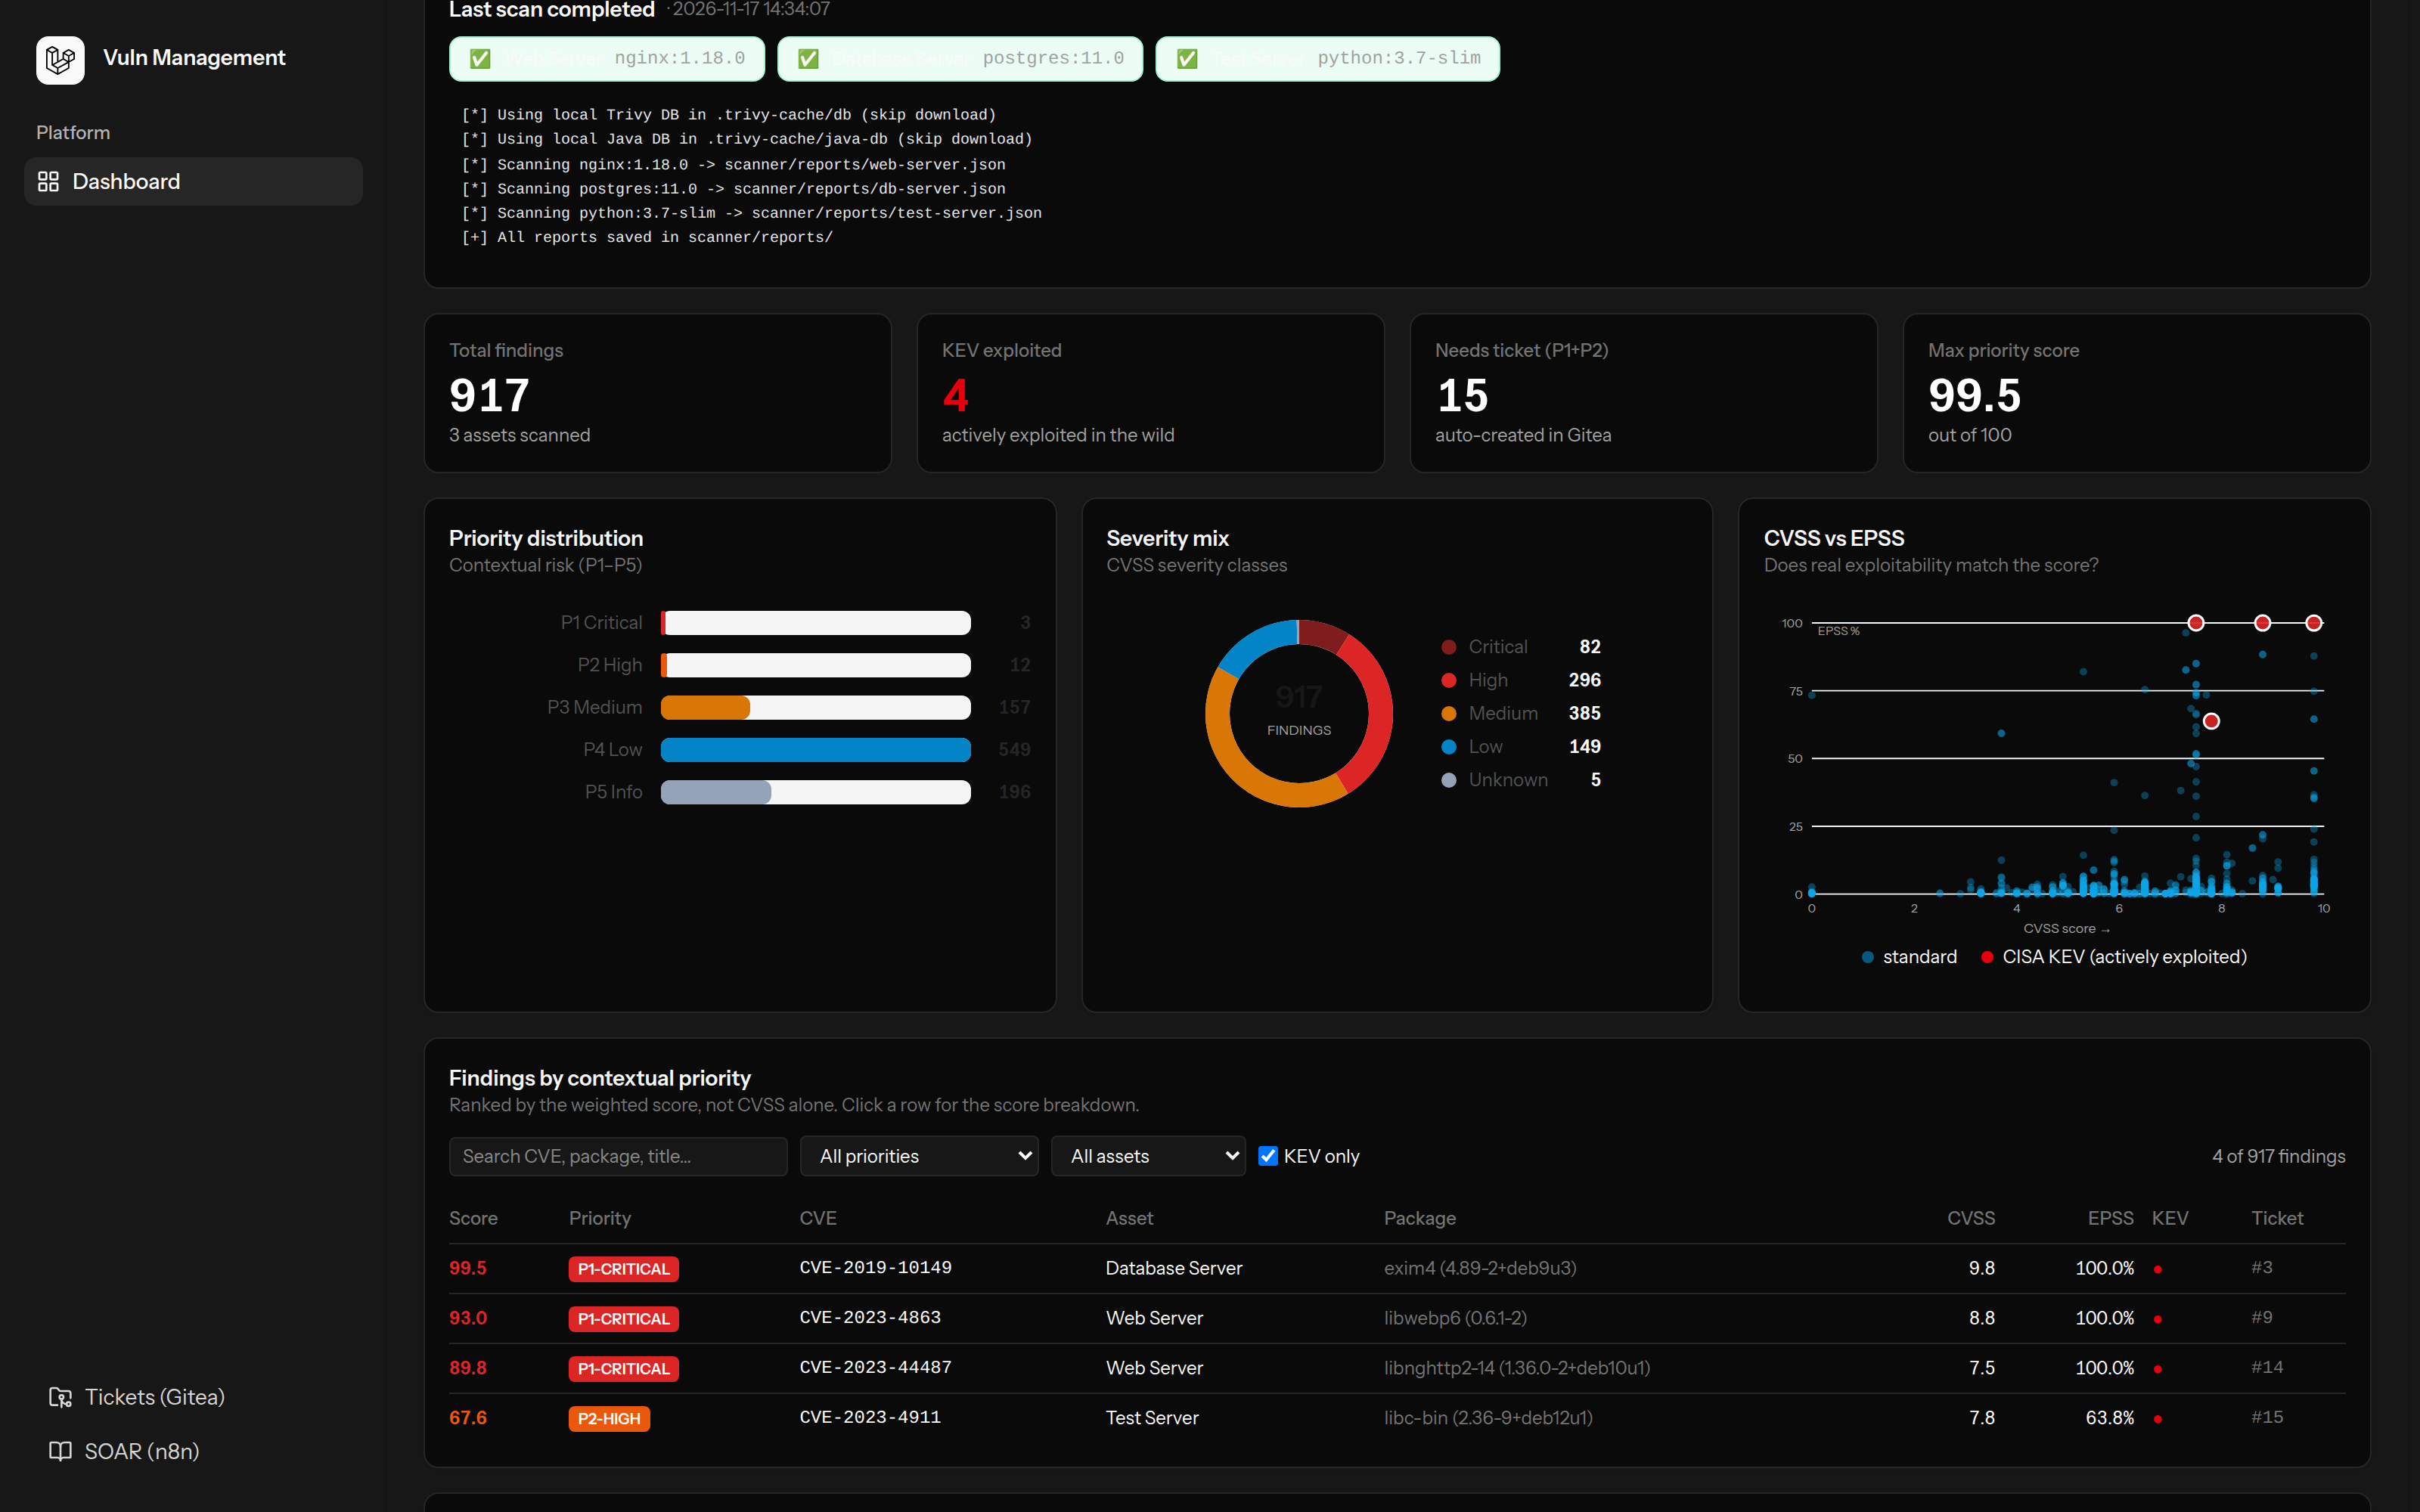 Vuln Management
Platform
Dashboard
Tickets (Gitea)
SOAR (n8n)
Last scan completed · 2026-11-17 14:34:07
✅ Web Server nginx:1.18.0 ✅ Database Server postgres:11.0 ✅ Test Server python:3.7-slim
[*] Using local Trivy DB in .trivy-cache/db (skip download)
[*] Using local Java DB in .trivy-cache/java-db (skip download)
[*] Scanning nginx:1.18.0 -> scanner/reports/web-server.json
[*] Scanning postgres:11.0 -> scanner/reports/db-server.json
[*] Scanning python:3.7-slim -> scanner/reports/test-server.json
[+] All reports saved in scanner/reports/
Total findings
917
3 assets scanned
KEV exploited
4
actively exploited in the wild
Needs ticket (P1+P2)
15
auto-created in Gitea
Max priority score
99.5
out of 100
Priority distribution
Contextual risk (P1–P5)
P1 Critical 3
P2 High 12
P3 Medium 157
P4 Low 549
P5 Info 196
Severity mix
CVSS severity classes
917
FINDINGS
Critical 82
High 296
Medium 385
Low 149
Unknown 5
CVSS vs EPSS
Does real exploitability match the score?
100
EPSS %
75
50
25
0
0 2 4 6 8 10
CVSS score →
standard CISA KEV (actively exploited)
Findings by contextual priority
Ranked by the weighted score, not CVSS alone. Click a row for the score breakdown.
Search CVE, package, title... All priorities All assets KEV only 4 of 917 findings
Score Priority CVE Asset Package CVSS EPSS KEV Ticket
99.5 P1-CRITICAL CVE-2019-10149 Database Server exim4 (4.89-2+deb9u3) 9.8 100.0% #3
93.0 P1-CRITICAL CVE-2023-4863 Web Server libwebp6 (0.6.1-2) 8.8 100.0% #9
89.8 P1-CRITICAL CVE-2023-44487 Web Server libnghttp2-14 (1.36.0-2+deb10u1) 7.5 100.0% #14
67.6 P2-HIGH CVE-2023-4911 Test Server libc-bin (2.36-9+deb12u1) 7.8 63.8% #15